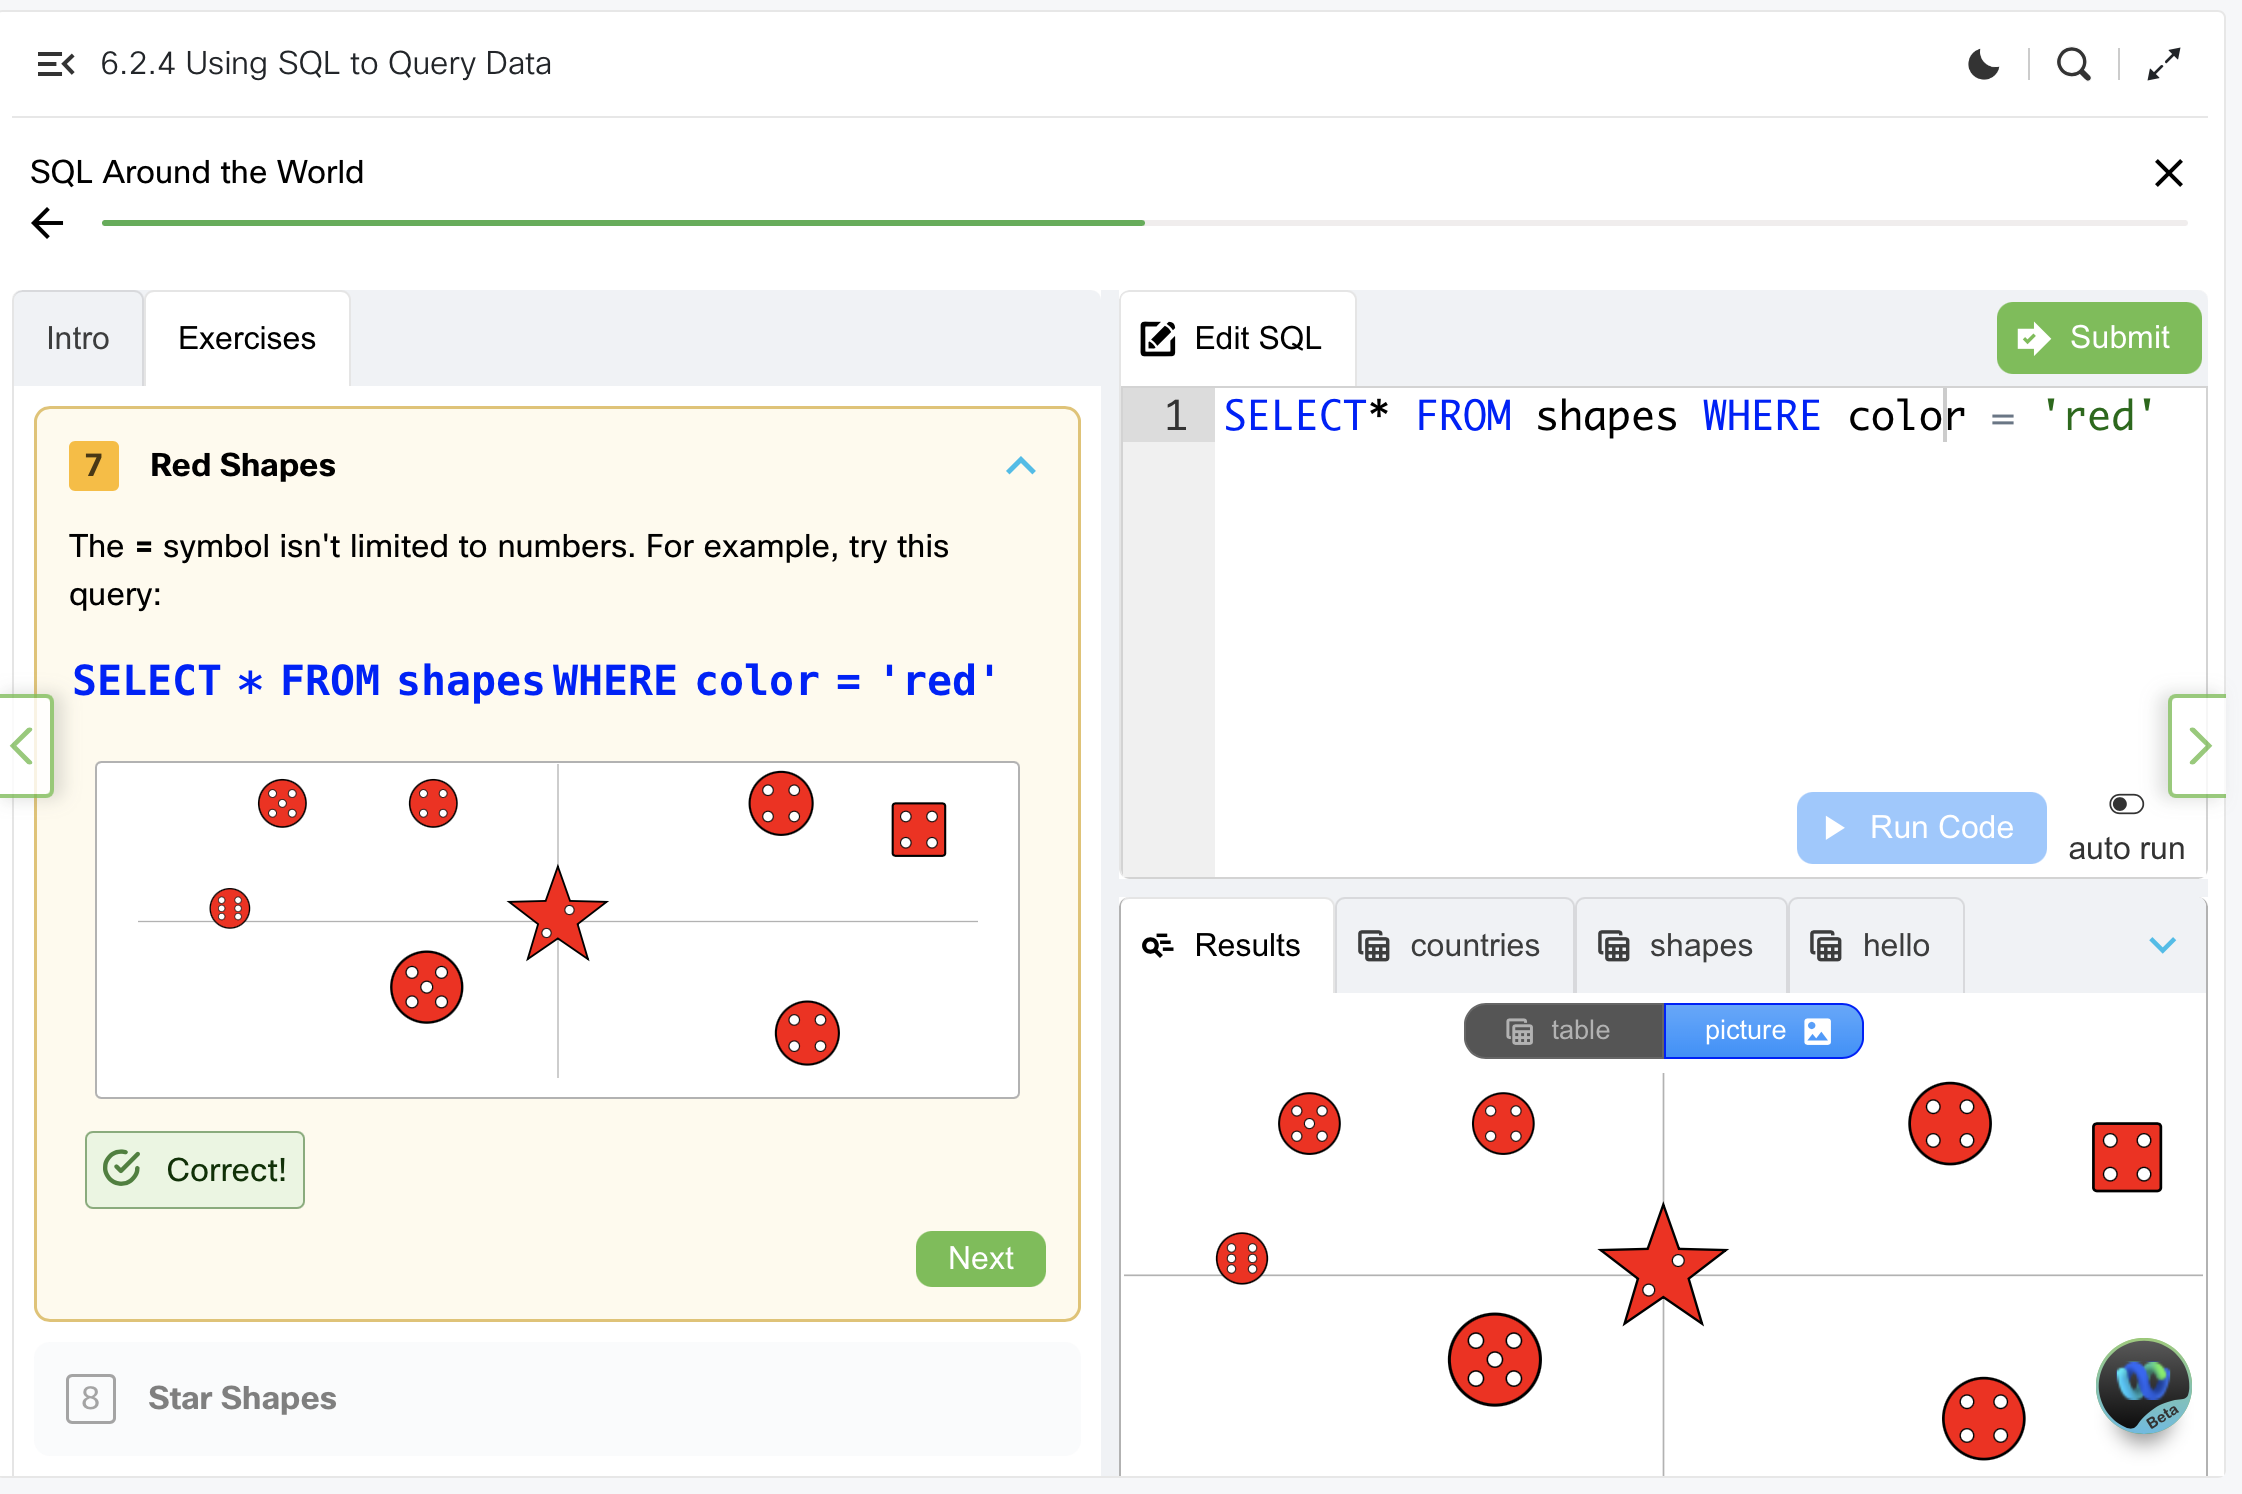 6.2.4 Using SQL to Query Data
SQL Around the World
Intro
Exercises
7 Red Shapes
The = symbol isn't limited to numbers. For example, try this
query:
SELECT * FROM shapes WHERE color = 'red'
Correct!
Next
8 Star Shapes
Edit SQL
Submit
1 SELECT* FROM shapes WHERE color = 'red'
Run Code
auto run
Results
countries
shapes
hello
table
picture
Beta